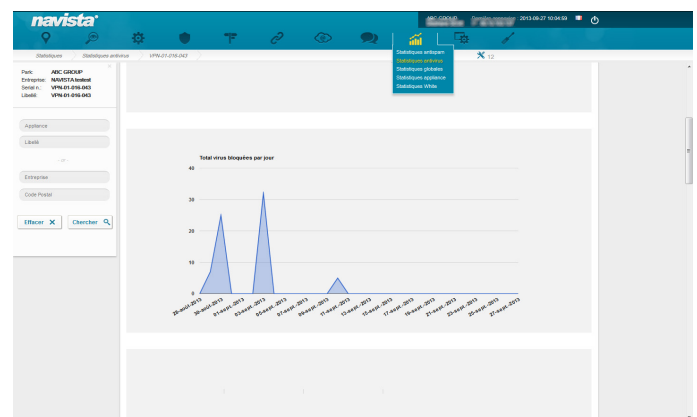 navista
ABC GROUP
2013-09-27 10:04:59
Statistiques
Statistiques antivirus
VPN-01-016-043
Statistiques antispam
Statistiques antivirus
Statistiques globales
Statistiques appliance
Statistiques White
12
Parc: ABC GROUP
Entreprise: NAVISTA testest
Serial n.: VPN-01-016-043
Libellé: VPN-01-016-043
Appliance
Libellé
- or -
Entreprise
Code Postal
Effacer
Chercher
Total virus bloquées par jour
40
30
20
10
0
28-août-2013
30-août-2013
01-sept.-2013
03-sept.-2013
05-sept.-2013
07-sept.-2013
09-sept.-2013
11-sept.-2013
13-sept.-2013
15-sept.-2013
17-sept.-2013
19-sept.-2013
21-sept.-2013
23-sept.-2013
25-sept.-2013
27-sept.-2013